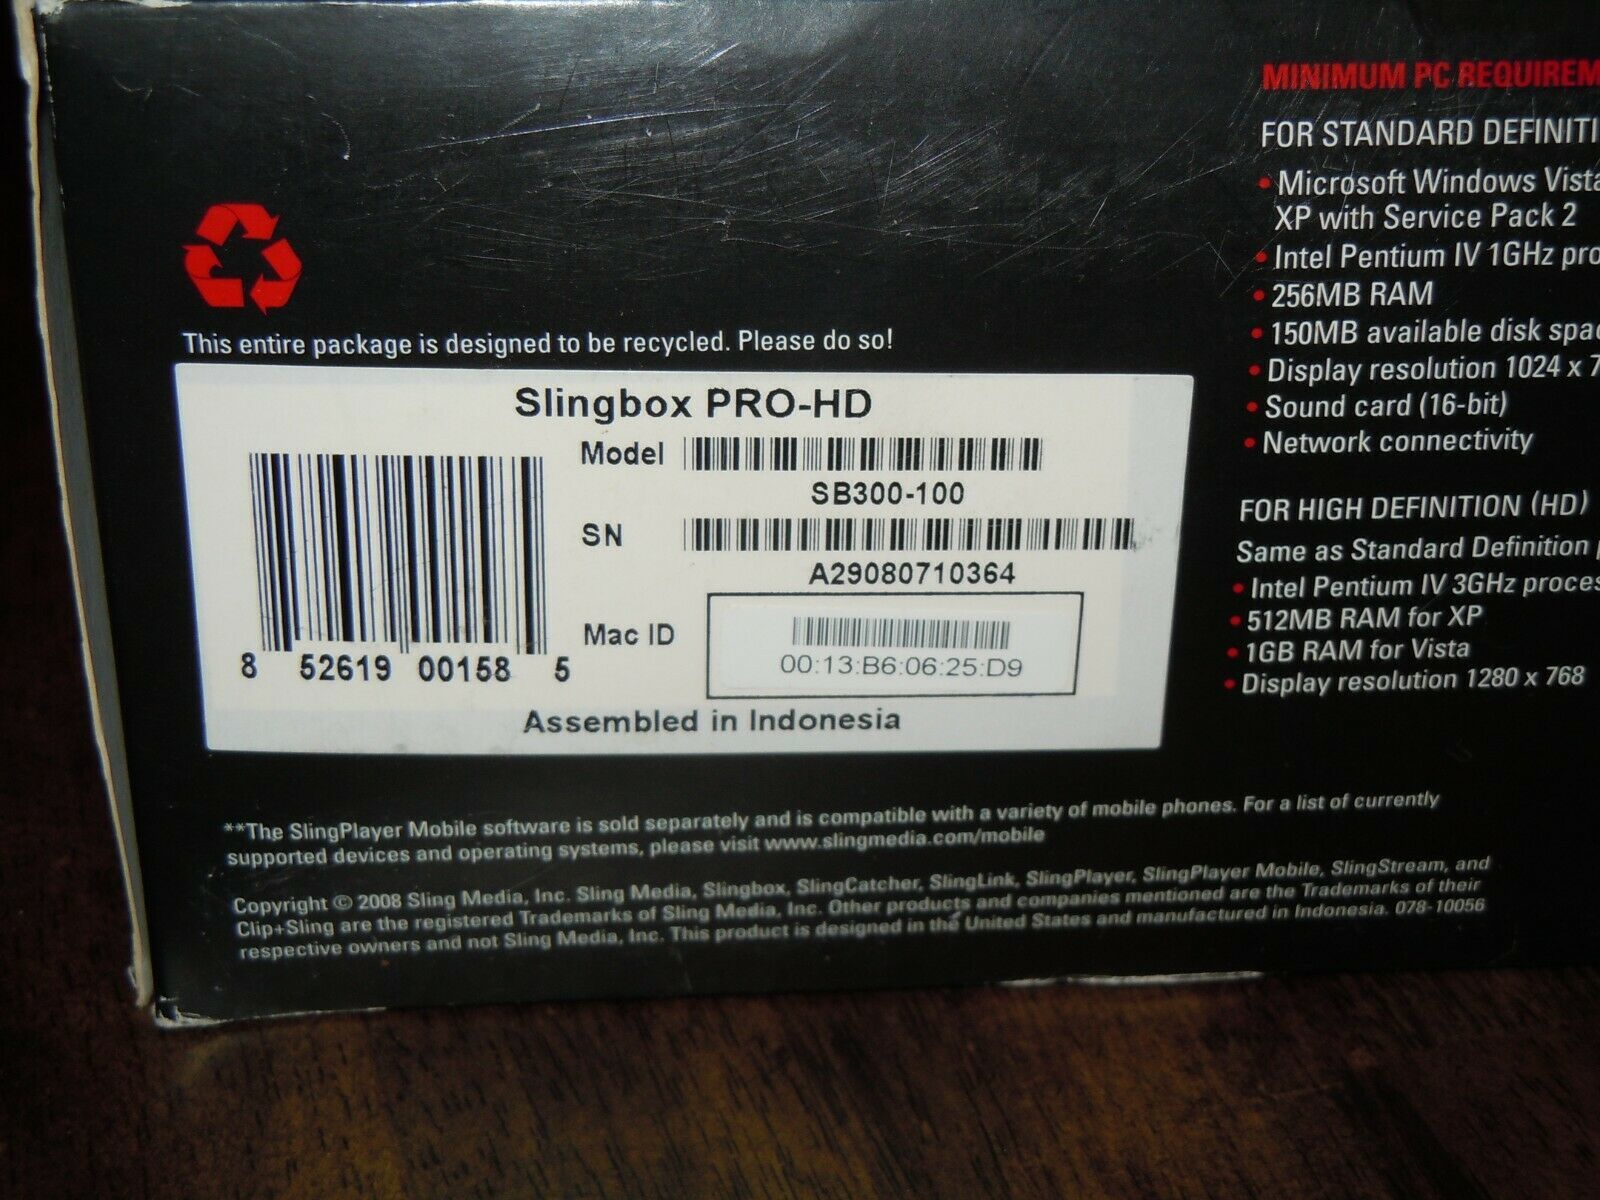 This entire package is designed to be recycled. Please do so!
Slingbox PRO-HD
Model
SB300-100
SN
A29080710364
Mac ID
00:13:B6:06:25:D9
8 52619 00158 5
Assembled in Indonesia
**The SlingPlayer Mobile software is sold separately and is compatible with a variety of mobile phones. For a list of currently
supported devices and operating systems, please visit www.slingmedia.com/mobile
Copyright © 2008 Sling Media, Inc. Sling Media, Slingbox, SlingCatcher, SlingLink, SlingPlayer, SlingPlayer Mobile, SlingStream, and
Clip+Sling are the registered Trademarks of Sling Media, Inc. Other products and companies mentioned are the Trademarks of their
respective owners and not Sling Media, Inc. This product is designed in the United States and manufactured in Indonesia. 078-10056
MINIMUM PC REQUIREM
FOR STANDARD DEFINITI
• Microsoft Windows Vista
XP with Service Pack 2
• Intel Pentium IV 1GHz pro
• 256MB RAM
• 150MB available disk spac
• Display resolution 1024 x 7
• Sound card (16-bit)
• Network connectivity
FOR HIGH DEFINITION (HD)
Same as Standard Definition
• Intel Pentium IV 3GHz proces
• 512MB RAM for XP
• 1GB RAM for Vista
• Display resolution 1280 x 768